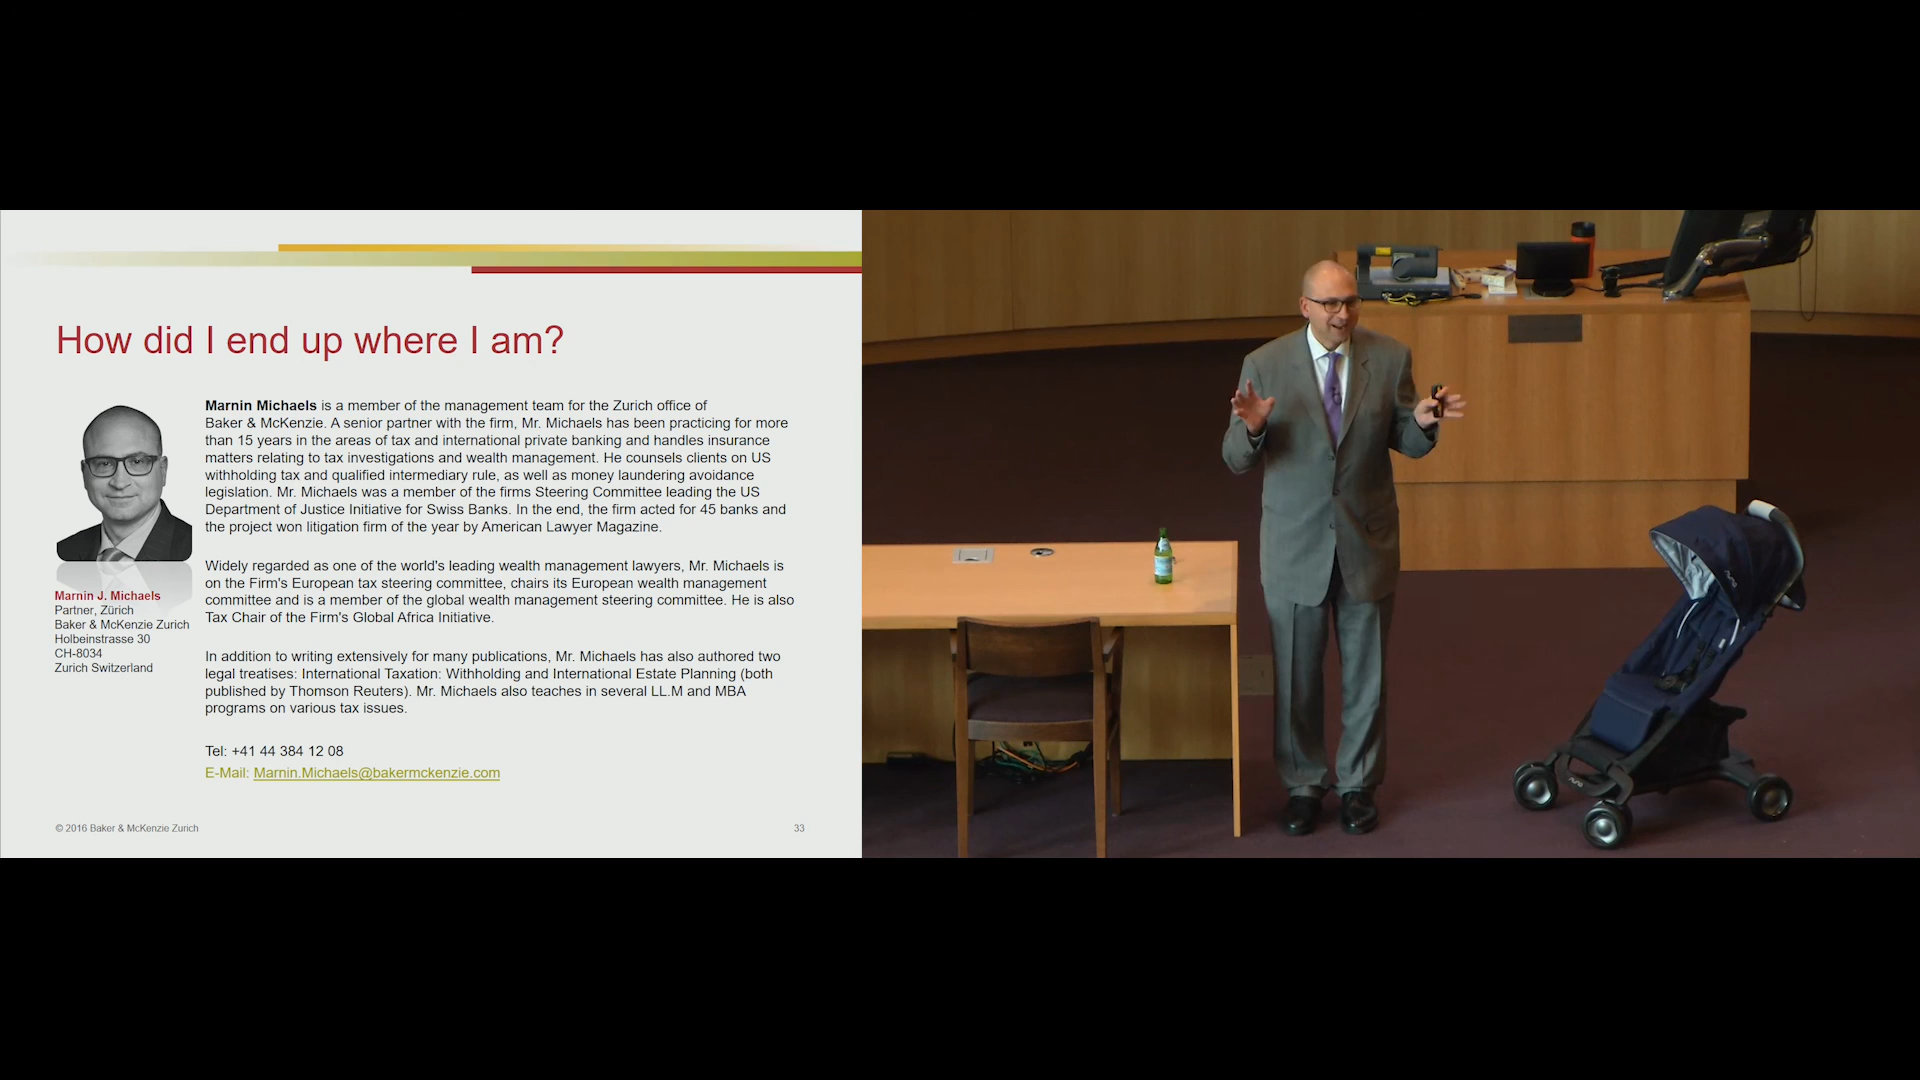 How did I end up where I am?
Marnin Michaels is a member of the management team for the Zurich office of
Baker & McKenzie. A senior partner with the firm, Mr. Michaels has been practicing for more
than 15 years in the areas of tax and international private banking and handles insurance
matters relating to tax investigations and wealth management. He counsels clients on US
withholding tax and qualified intermediary rule, as well as money laundering avoidance
legislation. Mr. Michaels was a member of the firms Steering Committee leading the US
Department of Justice Initiative for Swiss Banks. In the end, the firm acted for 45 banks and
the project won litigation firm of the year by American Lawyer Magazine.
Widely regarded as one of the world's leading wealth management lawyers, Mr. Michaels is
on the Firm's European tax steering committee, chairs its European wealth management
committee and is a member of the global wealth management steering committee. He is also
Tax Chair of the Firm's Global Africa Initiative.
In addition to writing extensively for many publications, Mr. Michaels has also authored two
legal treatises: International Taxation: Withholding and International Estate Planning (both
published by Thomson Reuters). Mr. Michaels also teaches in several LL.M and MBA
programs on various tax issues.
Tel: +41 44 384 12 08
E-Mail: Marnin.Michaels@bakermckenzie.com
Marnin J. Michaels
Partner, Zürich
Baker & McKenzie Zurich
Holbeinstrasse 30
CH-8034
Zurich Switzerland
© 2016 Baker & McKenzie Zurich
33
nuna
nuna